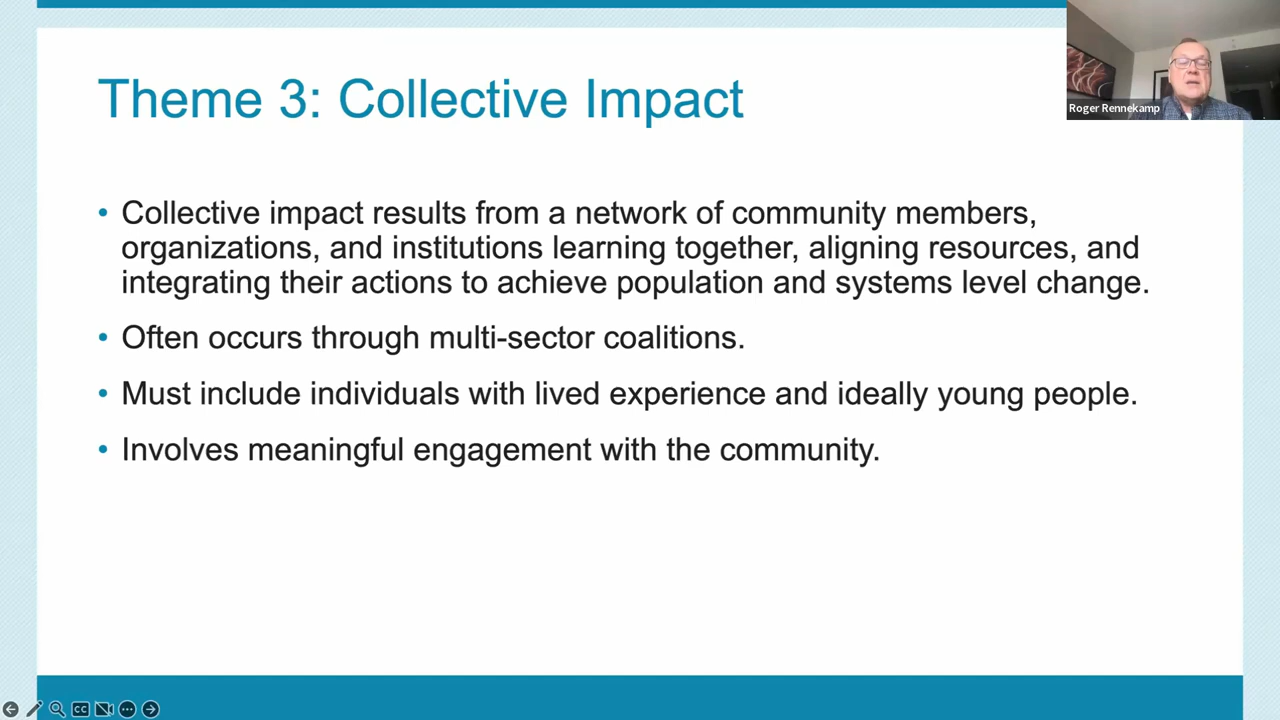 Theme 3: Collective Impact
Roger Rennekamp
• Collective impact results from a network of community members,
organizations, and institutions learning together, aligning resources, and
integrating their actions to achieve population and systems level change.
• Often occurs through multi-sector coalitions.
• Must include individuals with lived experience and ideally young people.
• Involves meaningful engagement with the community.
CC